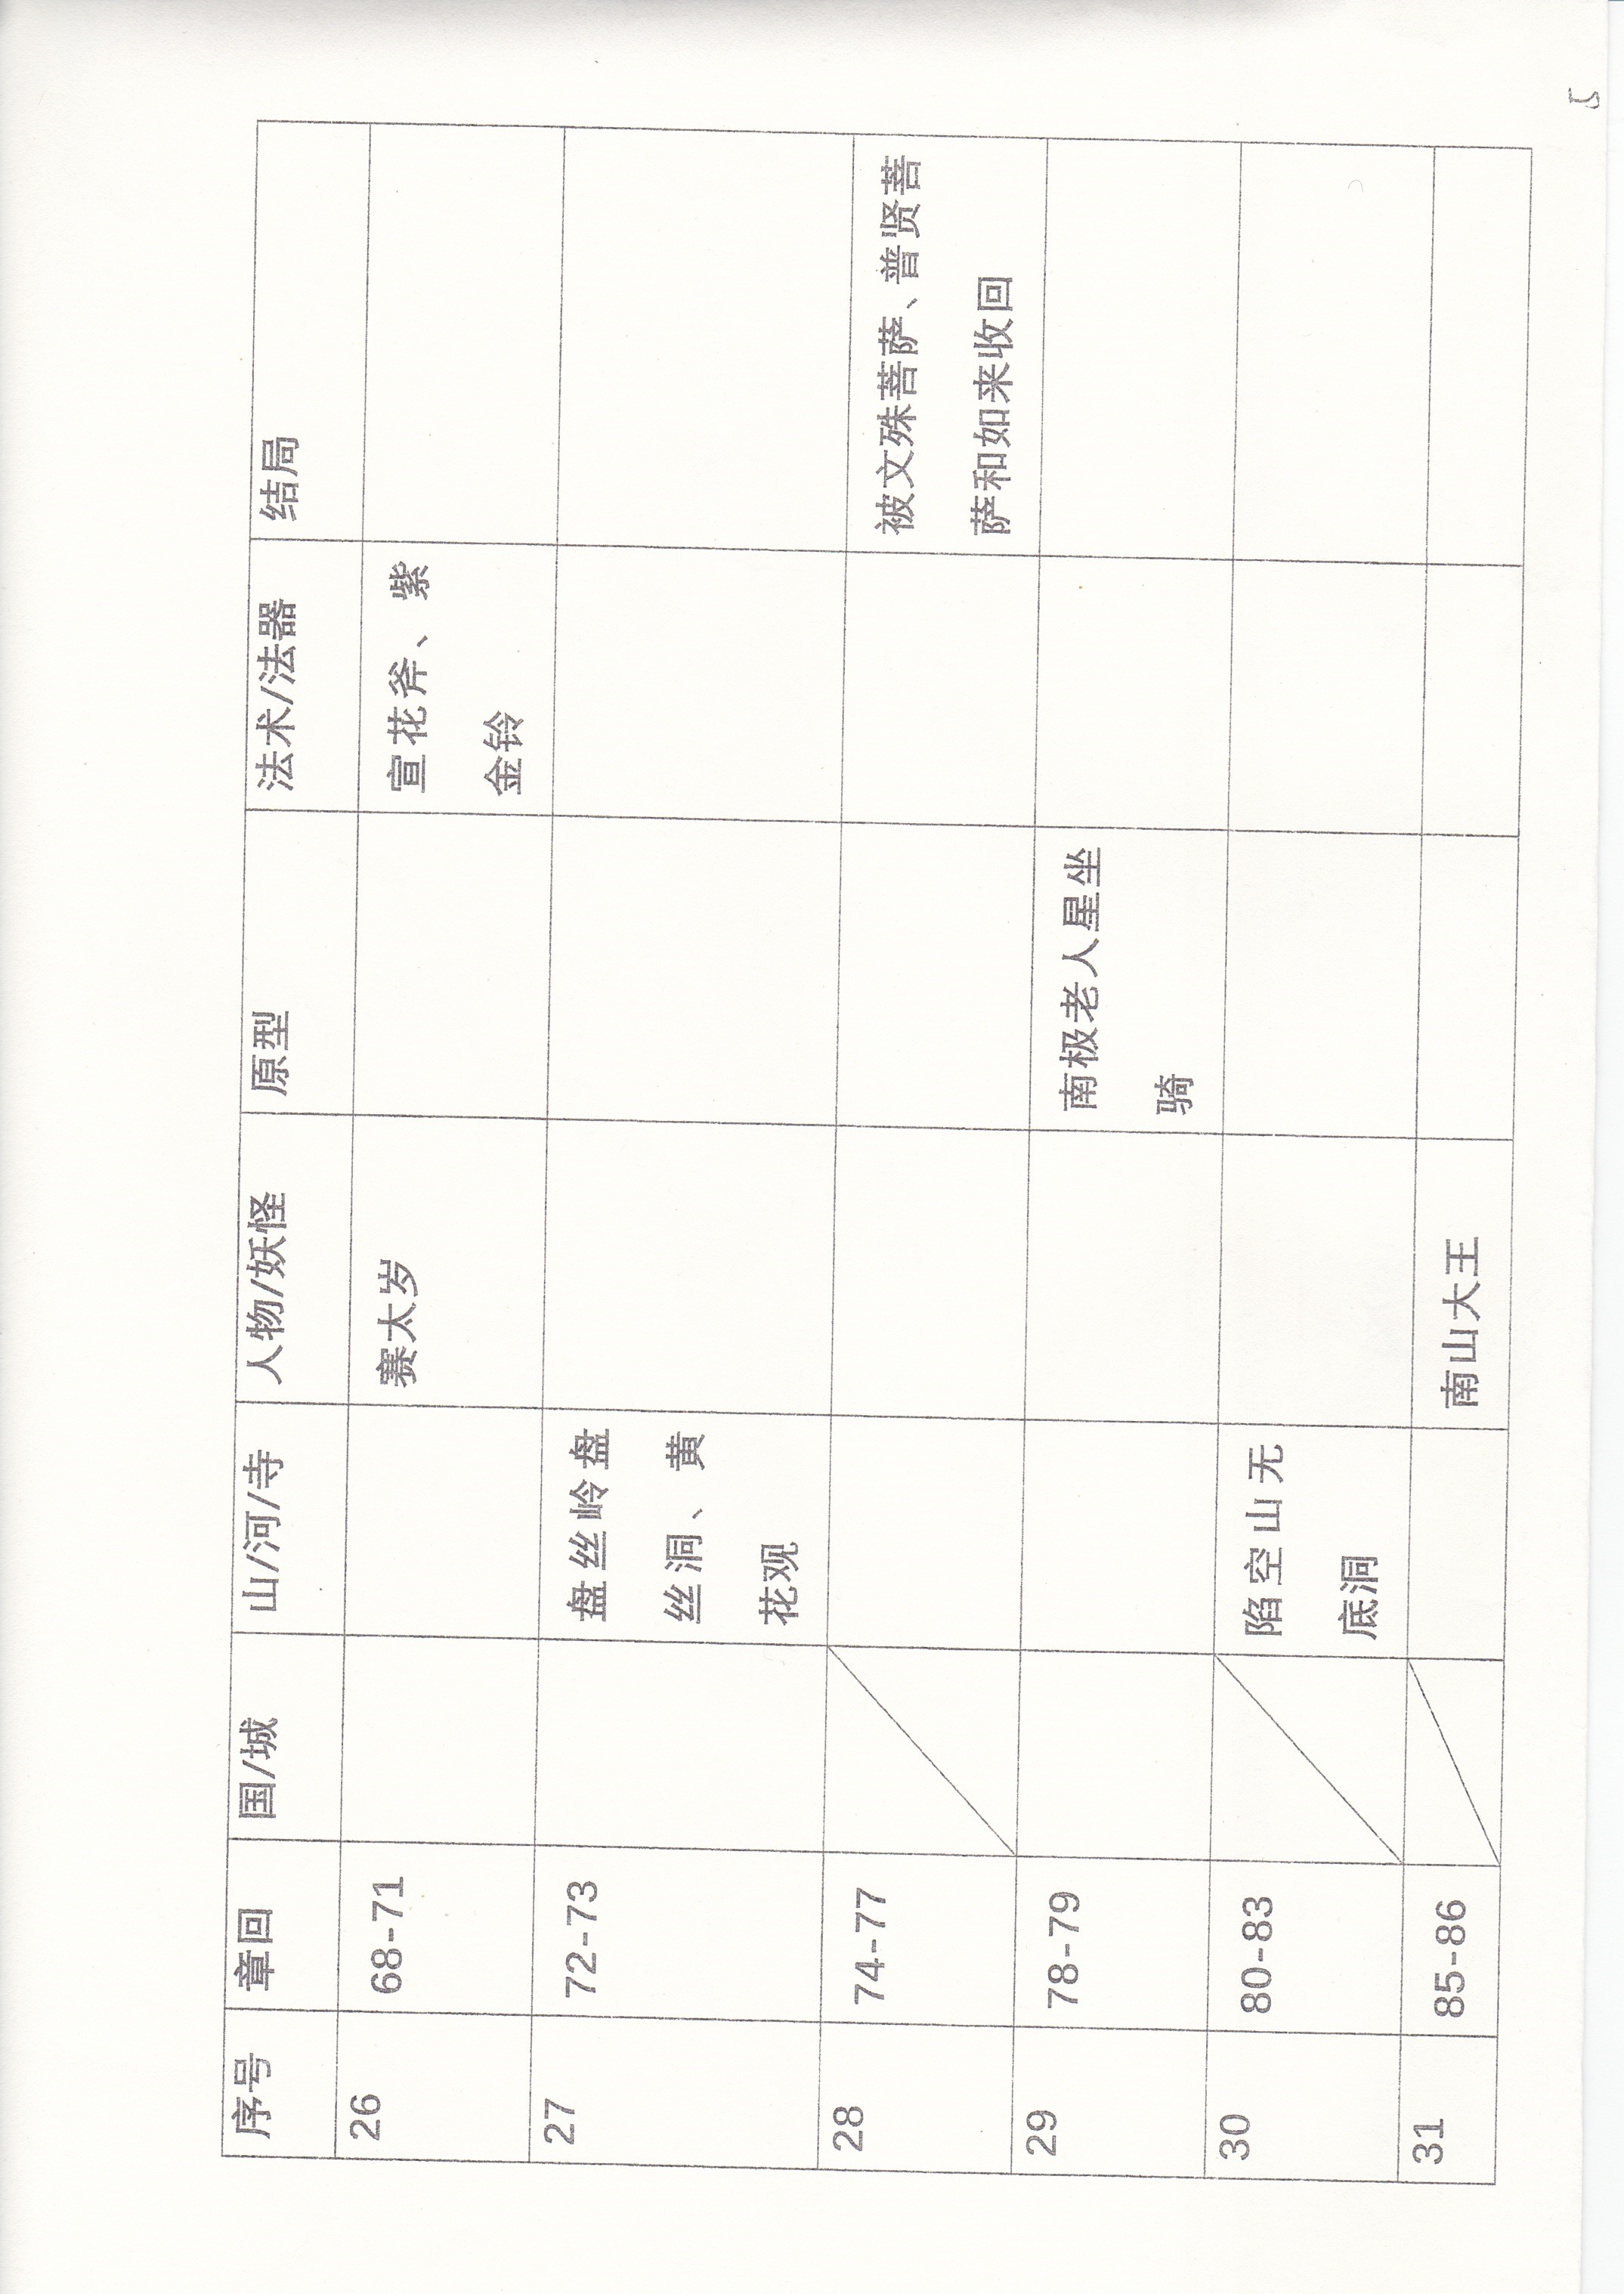 序号 章回 国/城 山/河/寺 人物/妖怪 原型 法术/法器 结局
26 68-71 赛太岁 宣花斧、紫
金铃
27 72-73 盘丝岭盘
丝洞、黄
花观
28 74-77 被文殊菩萨、普贤菩
萨和如来收回
29 78-79 南极老人星坐
骑
30 80-83 陷空山无
底洞
31 85-86 南山大王
5